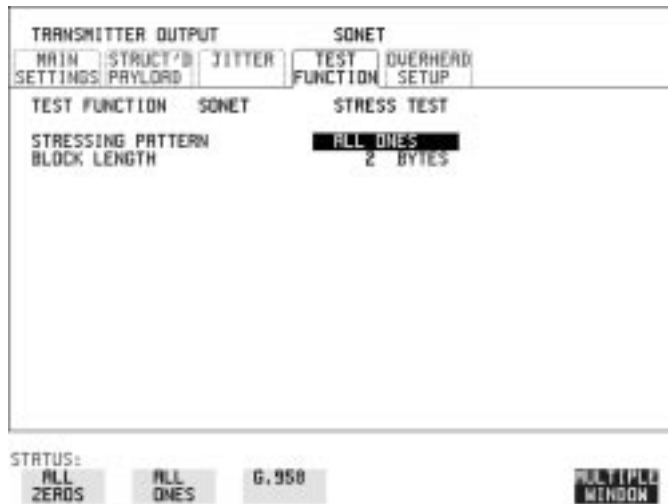 TRANSMITTER OUTPUT SONET
MAIN SETTINGS
STRUCT'D PAYLOAD
JITTER
TEST FUNCTION
OVERHEAD SETUP
TEST FUNCTION SONET STRESS TEST
STRESSING PATTERN ALL ONES
BLOCK LENGTH 2 BYTES
STATUS:
ALL ZEROS
ALL ONES
G.958
MULTIPLE WINDOW